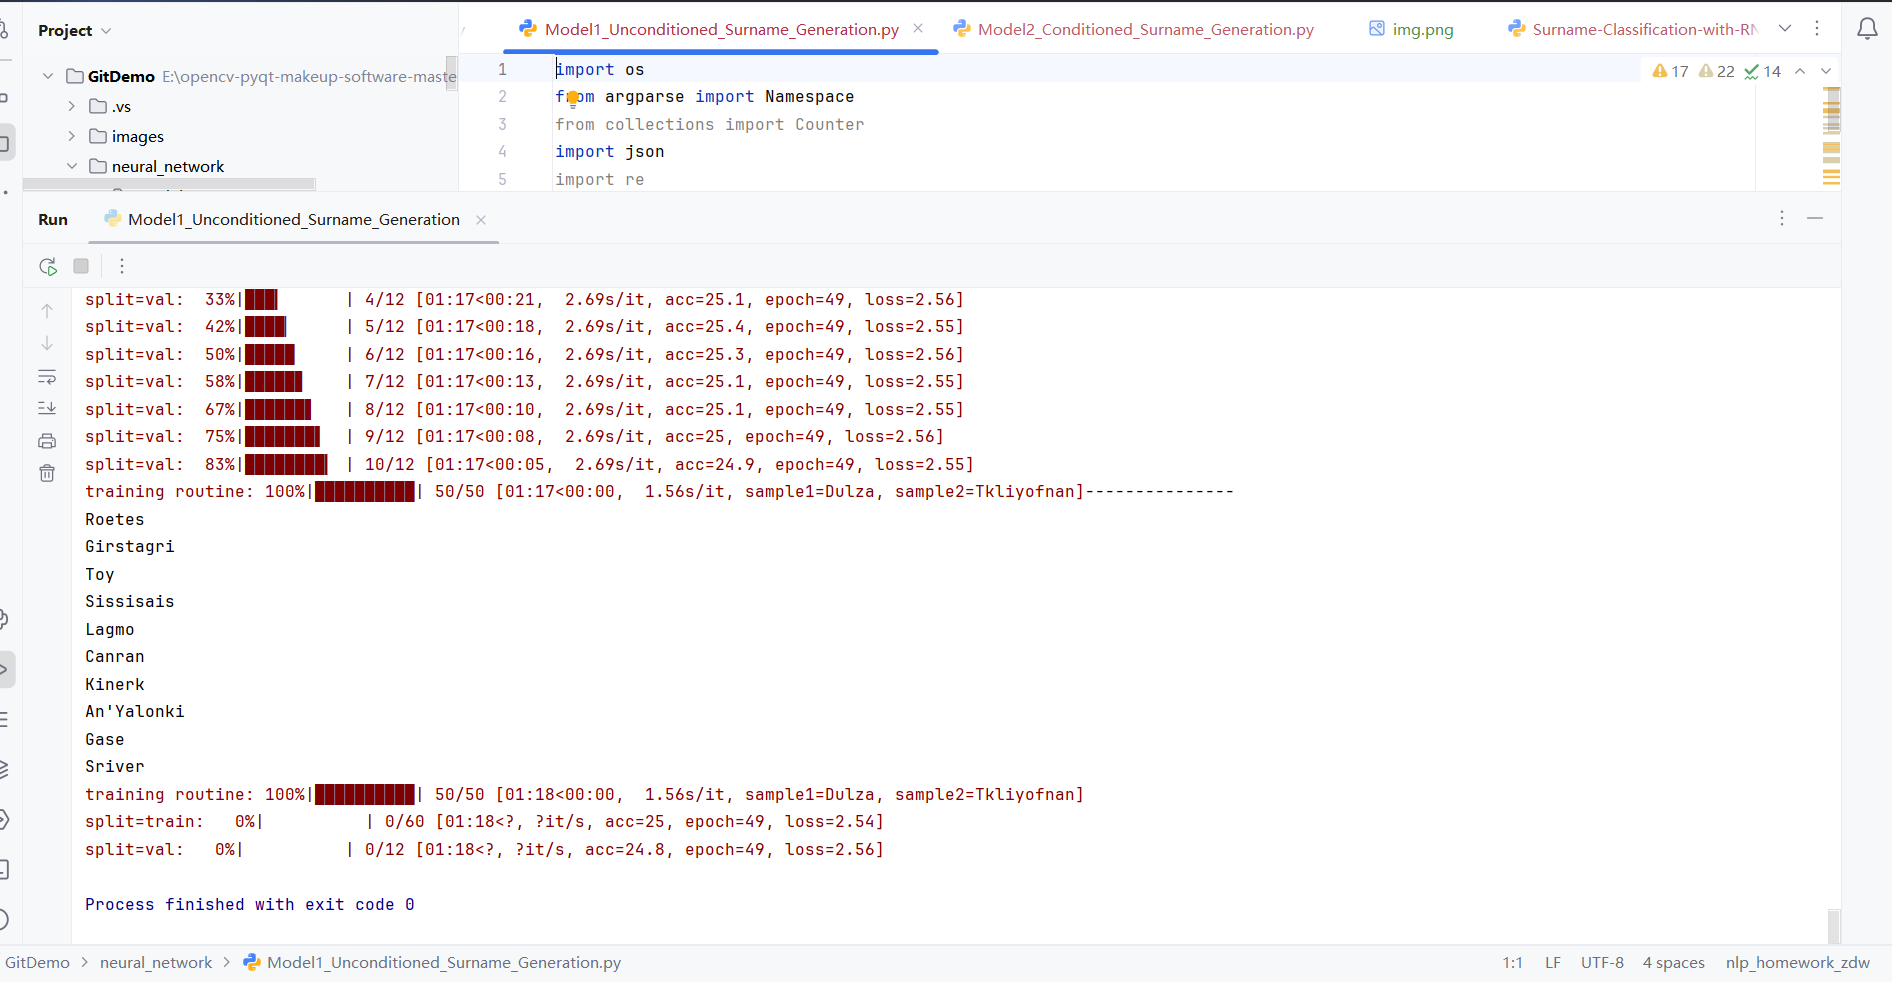 Project
Model1_Unconditioned_Surname_Generation.py
Model2_Conditioned_Surname_Generation.py
img.png
Surname-Classification-with-RN
GitDemo E:\opencv-pyqt-makeup-software-maste
.vs
images
neural_network
1 import os
2 from argparse import Namespace
3 from collections import Counter
4 import json
5 import re
17 22 14
Run Model1_Unconditioned_Surname_Generation
split=val:  33%| | 4/12 [01:17<00:21,  2.69s/it, acc=25.1, epoch=49, loss=2.56]
split=val:  42%| | 5/12 [01:17<00:18,  2.69s/it, acc=25.4, epoch=49, loss=2.55]
split=val:  50%| | 6/12 [01:17<00:16,  2.69s/it, acc=25.3, epoch=49, loss=2.56]
split=val:  58%| | 7/12 [01:17<00:13,  2.69s/it, acc=25.1, epoch=49, loss=2.55]
split=val:  67%| | 8/12 [01:17<00:10,  2.69s/it, acc=25.1, epoch=49, loss=2.55]
split=val:  75%| | 9/12 [01:17<00:08,  2.69s/it, acc=25, epoch=49, loss=2.56]
split=val:  83%| | 10/12 [01:17<00:05,  2.69s/it, acc=24.9, epoch=49, loss=2.55]
training routine: 100%| | 50/50 [01:17<00:00,  1.56s/it, sample1=Dulza, sample2=Tkliyofnan]---------------
Roetes
Girstagri
Toy
Sissisais
Lagmo
Canran
Kinerk
An'Yalonki
Gase
Sriver
training routine: 100%| | 50/50 [01:18<00:00,  1.56s/it, sample1=Dulza, sample2=Tkliyofnan]
split=train:   0%| | 0/60 [01:18<?, ?it/s, acc=25, epoch=49, loss=2.54]
split=val:   0%| | 0/12 [01:18<?, ?it/s, acc=24.8, epoch=49, loss=2.56]
Process finished with exit code 0
GitDemo > neural_network > Model1_Unconditioned_Surname_Generation.py
1:1 LF UTF-8 4 spaces nlp_homework_zdw